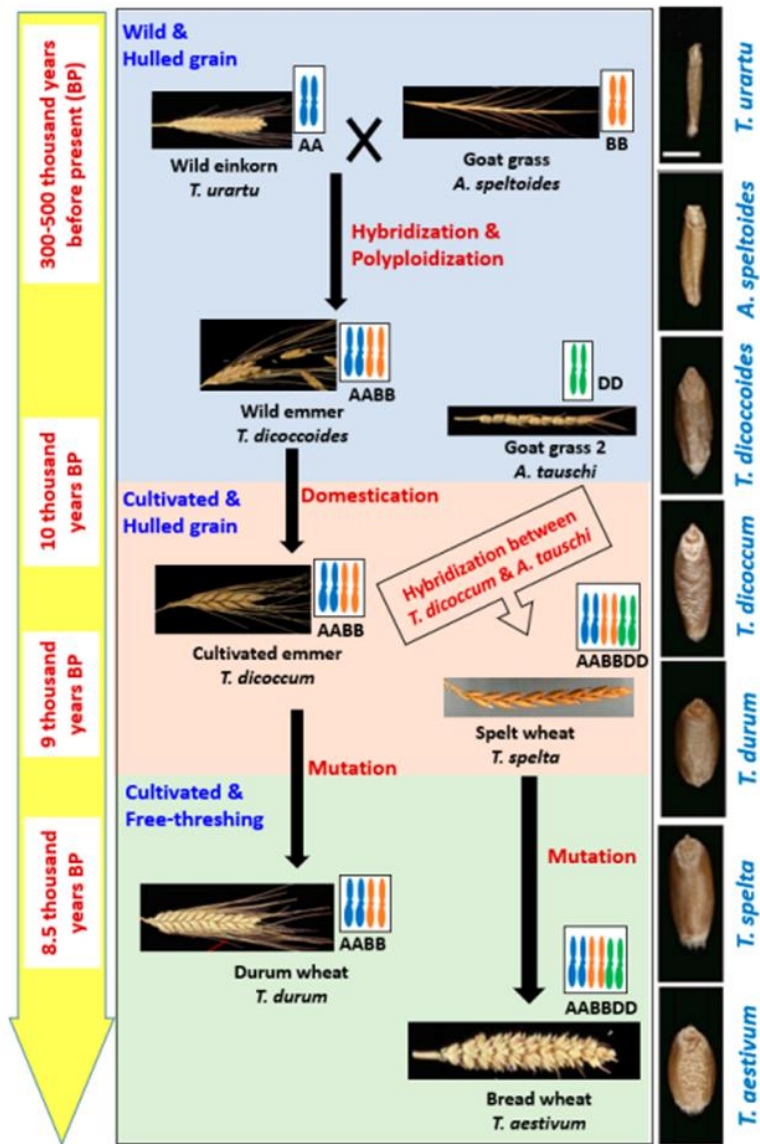 300-500 thousand years
before present (BP)
10 thousand
years BP
9 thousand
years BP
8.5 thousand
years BP
Wild &
Hulled grain
AA
BB
Wild einkorn
T. urartu
Goat grass
A. speltoides
Hybridization &
Polyploidization
AABB
DD
Wild emmer
T. dicoccoides
Goat grass 2
A. tauschi
Cultivated &
Hulled grain
Domestication
Hybridization between
T. dicoccum & A. tauschi
AABB
AABBDD
Cultivated emmer
T. dicoccum
Spelt wheat
T. spelta
Mutation
Cultivated &
Free-threshing
Mutation
AABB
AABBDD
Durum wheat
T. durum
Bread wheat
T. aestivum
T. urartu
A. speltoides
T. dicoccoides
T. dicoccum
T. durum
T. spelta
T. aestivum